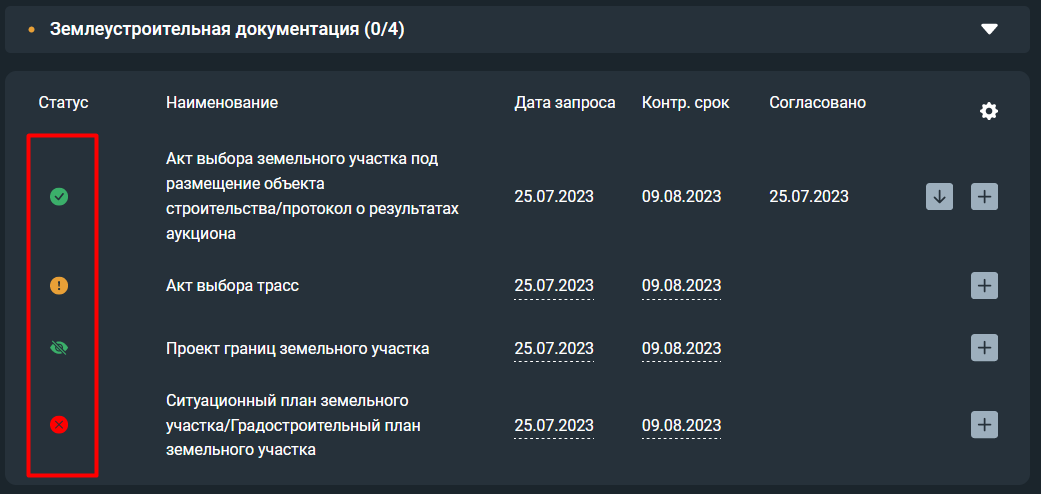 Землеустроительная документация (0/4)
Статус Наименование Дата запроса Контр. срок Согласовано
Акт выбора земельного участка под
размещение объекта
строительства/протокол о результатах
аукциона
25.07.2023 09.08.2023 25.07.2023
Акт выбора трасс 25.07.2023 09.08.2023
Проект границ земельного участка 25.07.2023 09.08.2023
Ситуационный план земельного
участка/Градостроительный план
земельного участка
25.07.2023 09.08.2023